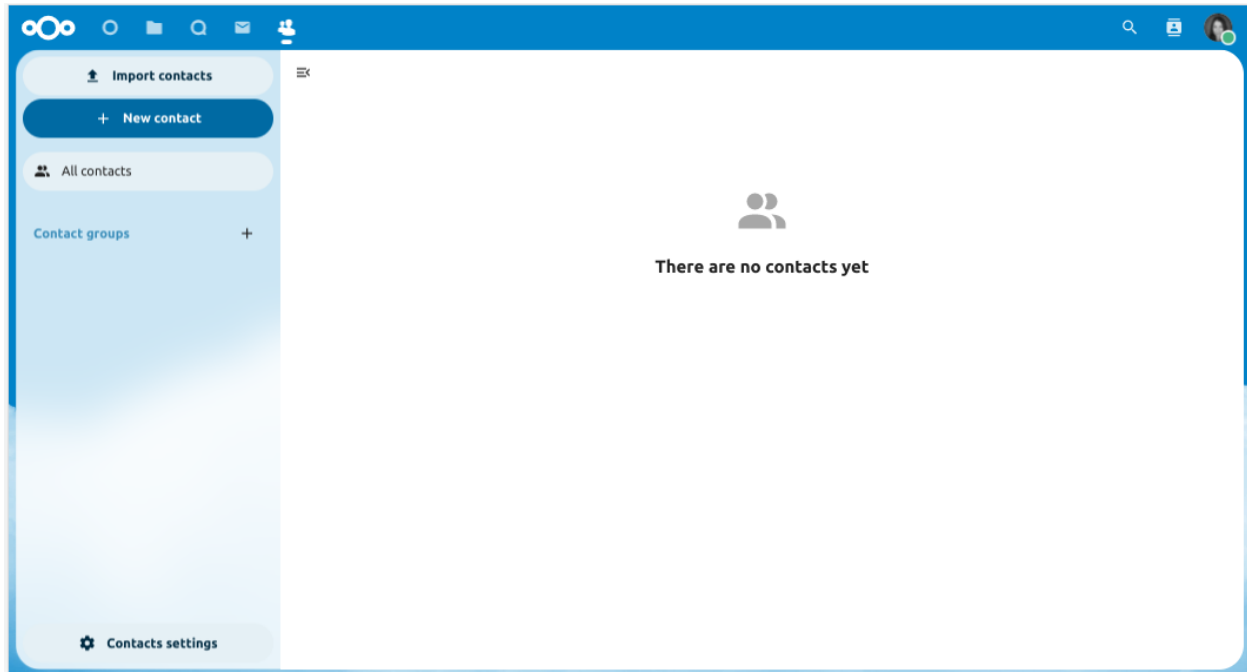 Import contacts
+ New contact
All contacts
Contact groups +
There are no contacts yet
Contacts settings